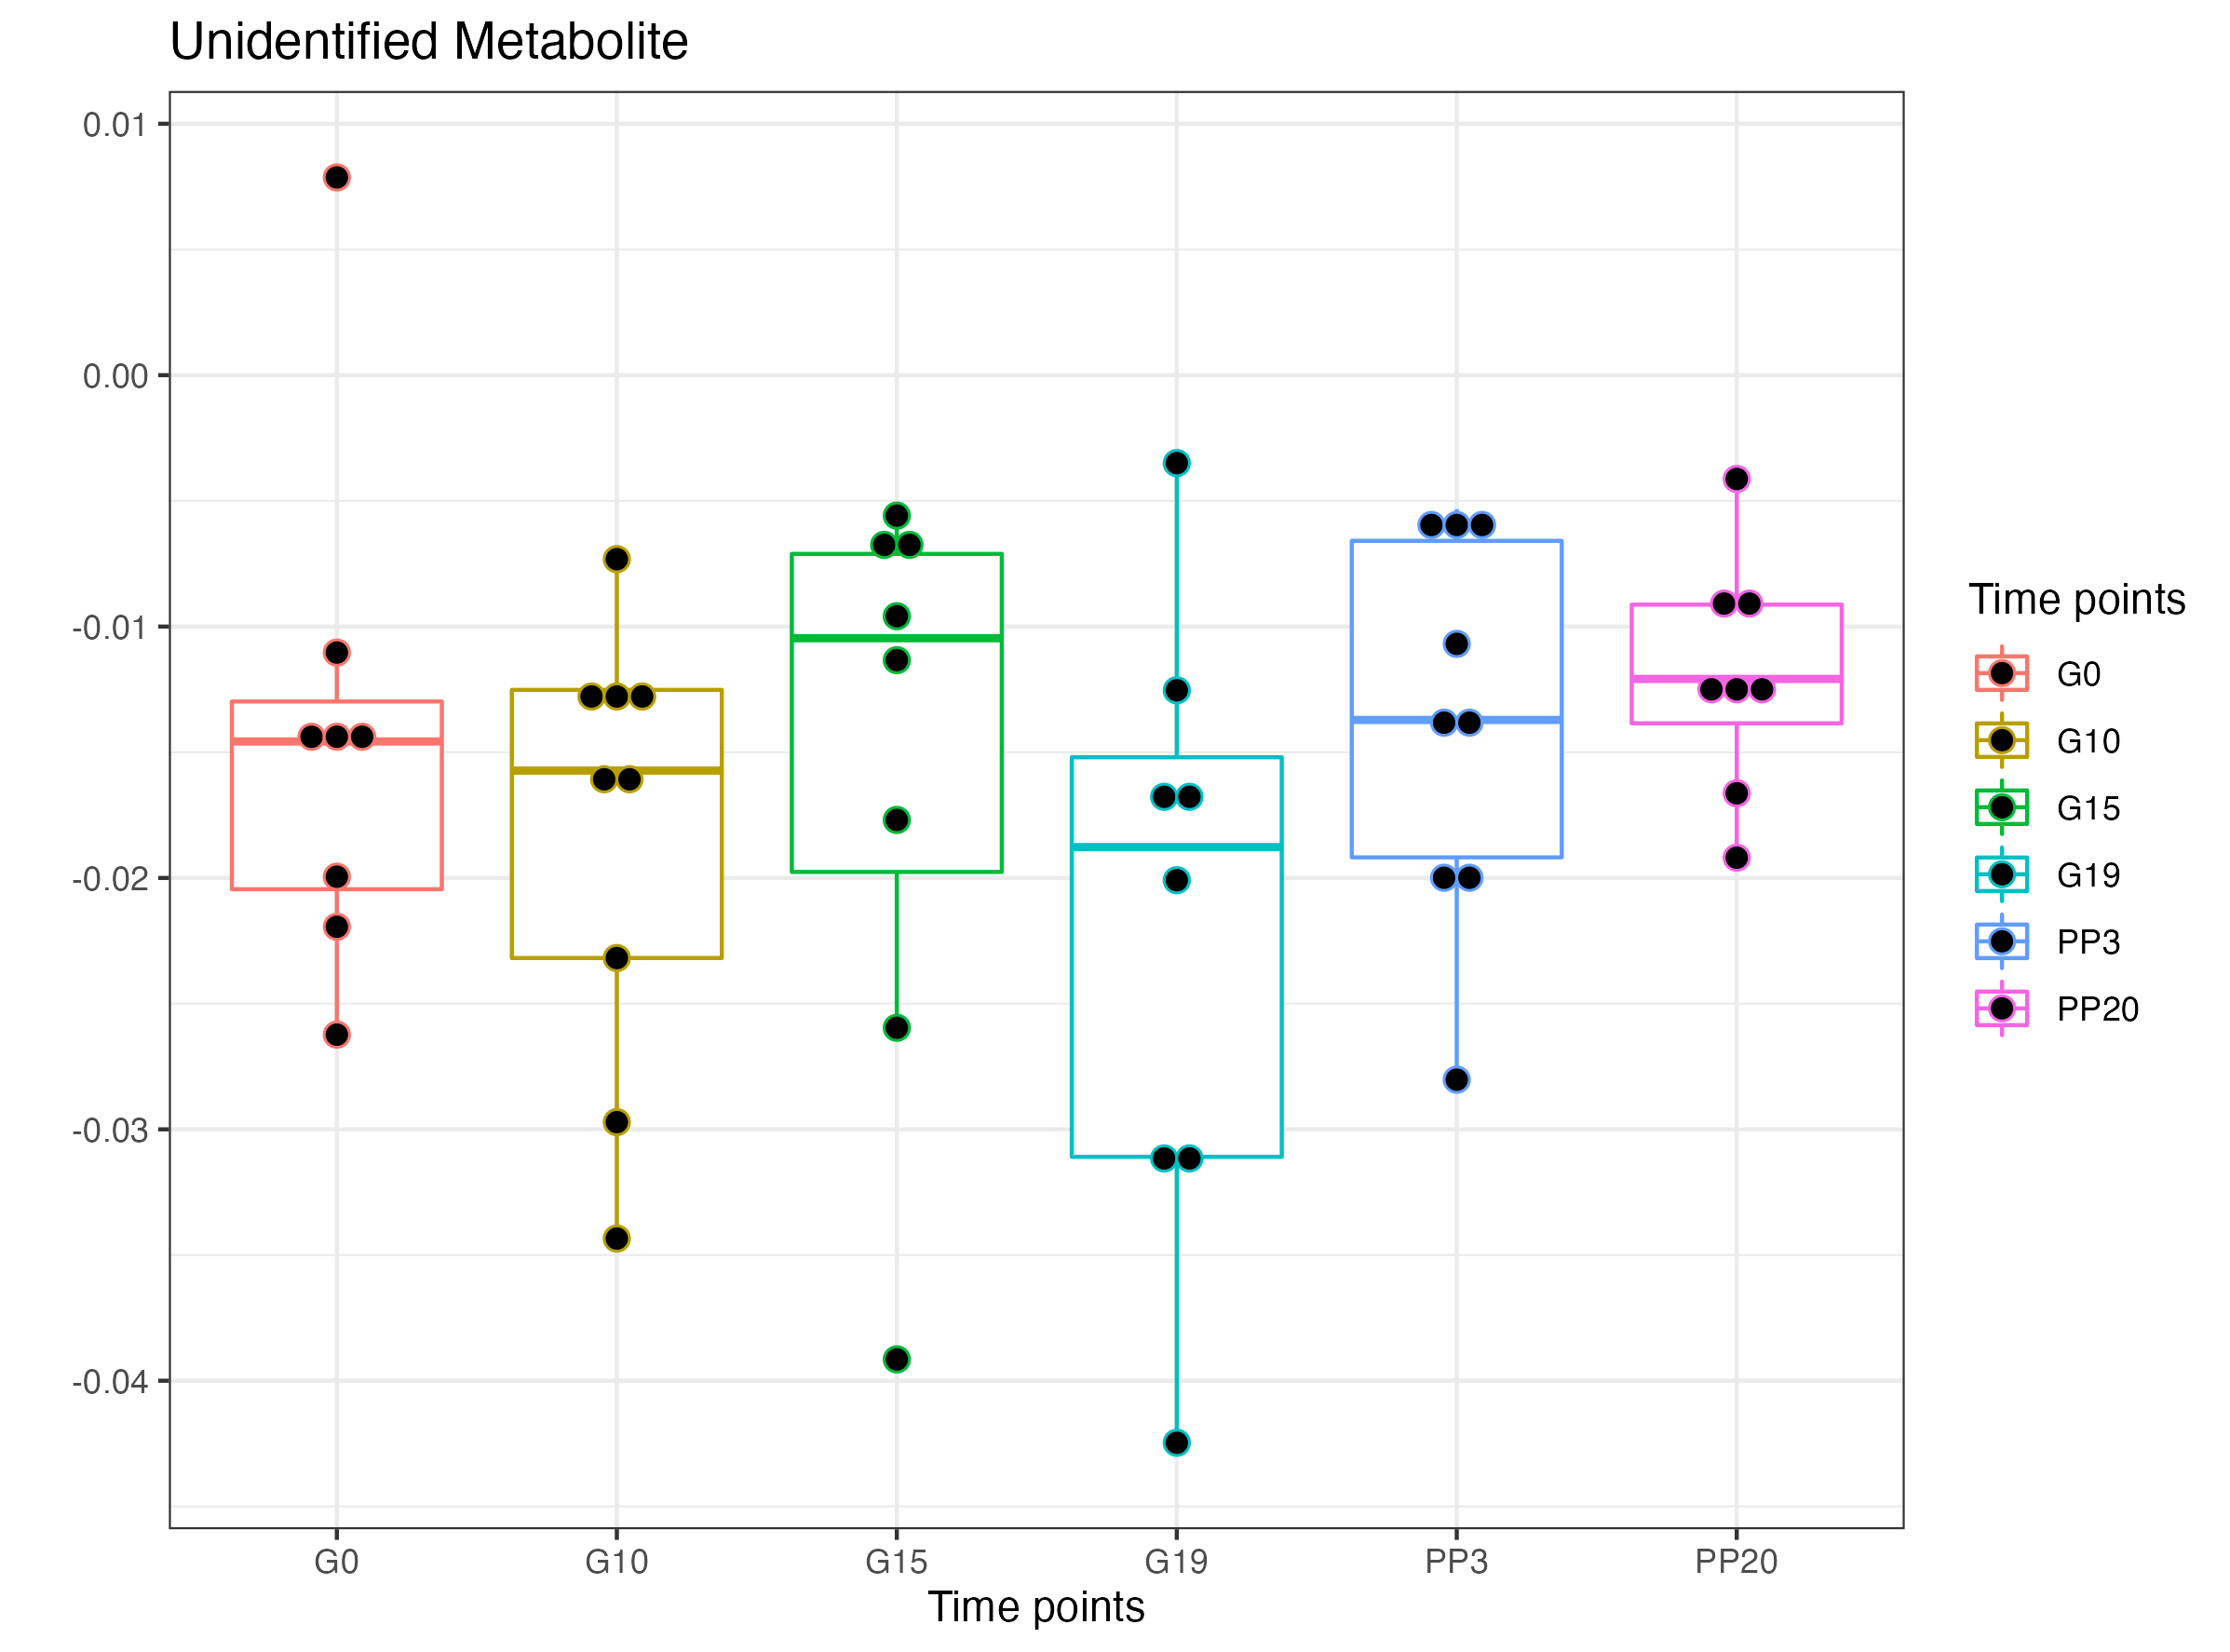 Unidentified Metabolite
0.01
0.00
-0.01
-0.02
-0.03
-0.04
G0 G10 G15 G19 PP3 PP20
Time points
Time points
G0
G10
G15
G19
PP3
PP20